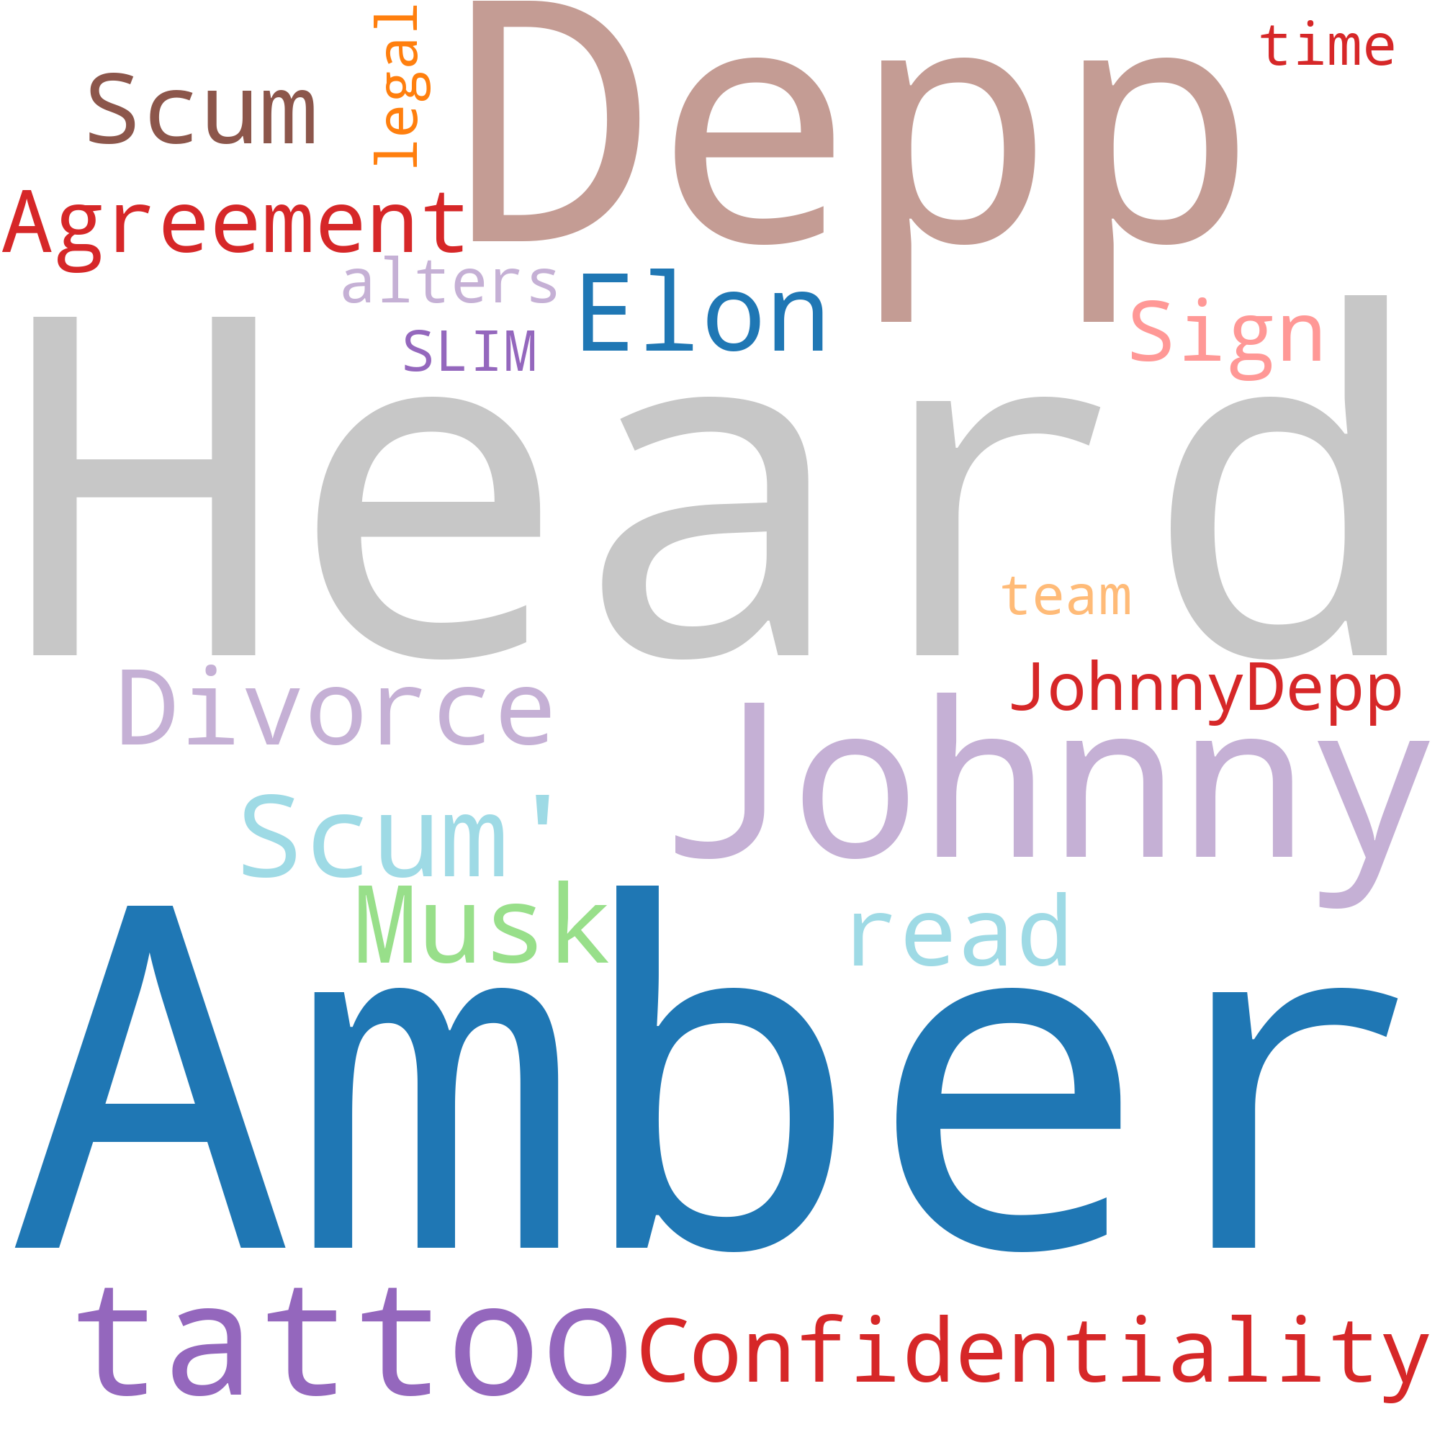 Depp
time
legal
Scum
Agreement
alters
Elon
Sign
SLIM
Heard
team
Divorce
JohnnyDepp
Johnny
Scum'
Musk
read
Amber
tattoo
Confidentiality